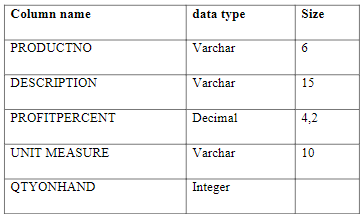 Column name data type Size
PRODUCTNO Varchar 6
DESCRIPTION Varchar 15
PROFITPERCENT Decimal 4,2
UNIT MEASURE Varchar 10
QTYONHAND Integer